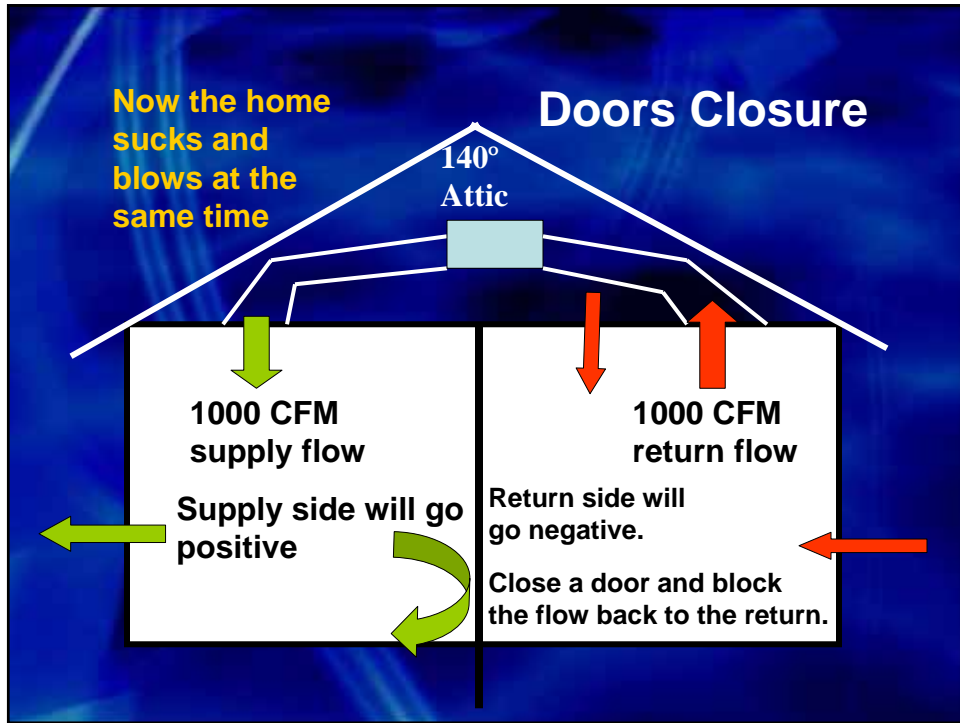 Now the home
sucks and
blows at the
same time
Doors Closure
140º
Attic
1000 CFM
supply flow
Supply side will go
positive
1000 CFM
return flow
Return side will
go negative.
Close a door and block
the flow back to the return.